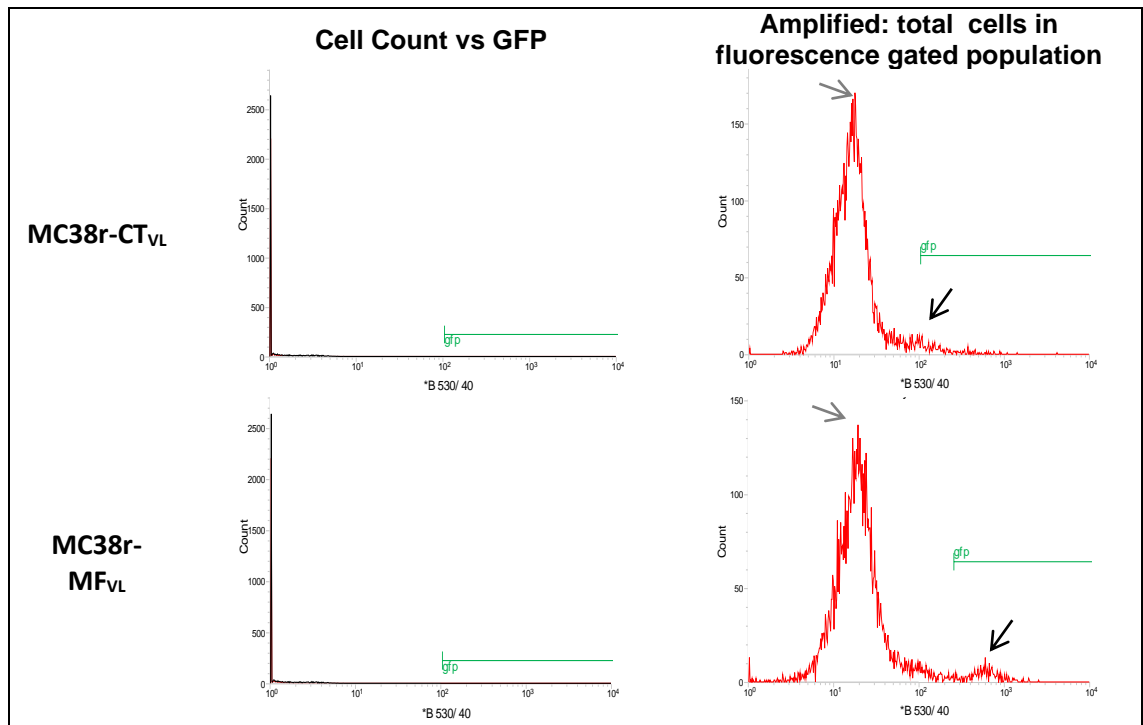 Cell Count vs GFP
Amplified: total cells in
fluorescence gated population
MC38r-CTVL
2500
2000
1500
1000
500
0
Count
gfp
10⁰
10¹
10²
10³
10⁴
*B 530/ 40
150
100
50
0
Count
gfp
10⁰
10¹
10²
10³
10⁴
*B 530/ 40
MC38r-
MFVL
2500
2000
1500
1000
500
0
Count
gfp
10⁰
10¹
10²
10³
10⁴
*B 530/ 40
150
100
50
0
Count
gfp
10⁰
10¹
10²
10³
10⁴
*B 530/ 40